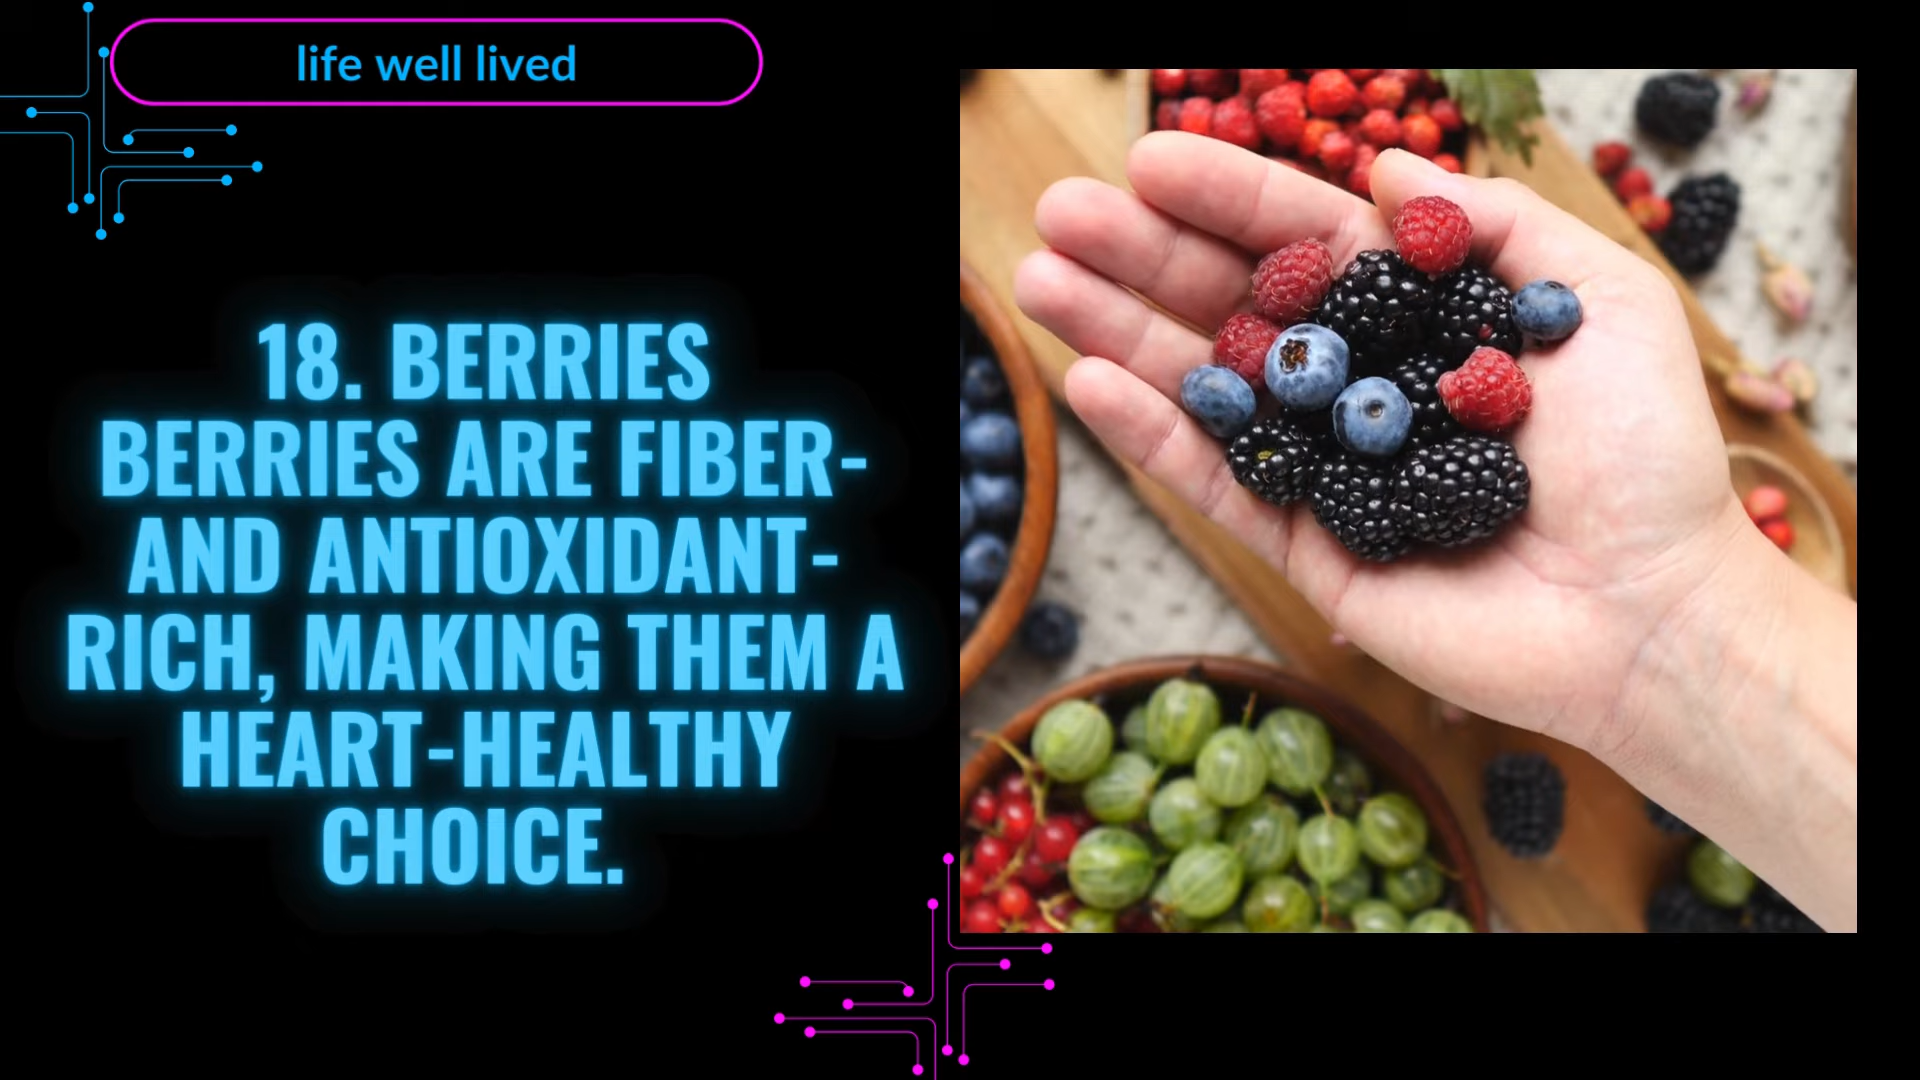 life well lived
18. BERRIES
BERRIES ARE FIBER-
AND ANTIOXIDANT-
RICH, MAKING THEM A
HEART-HEALTHY
CHOICE.